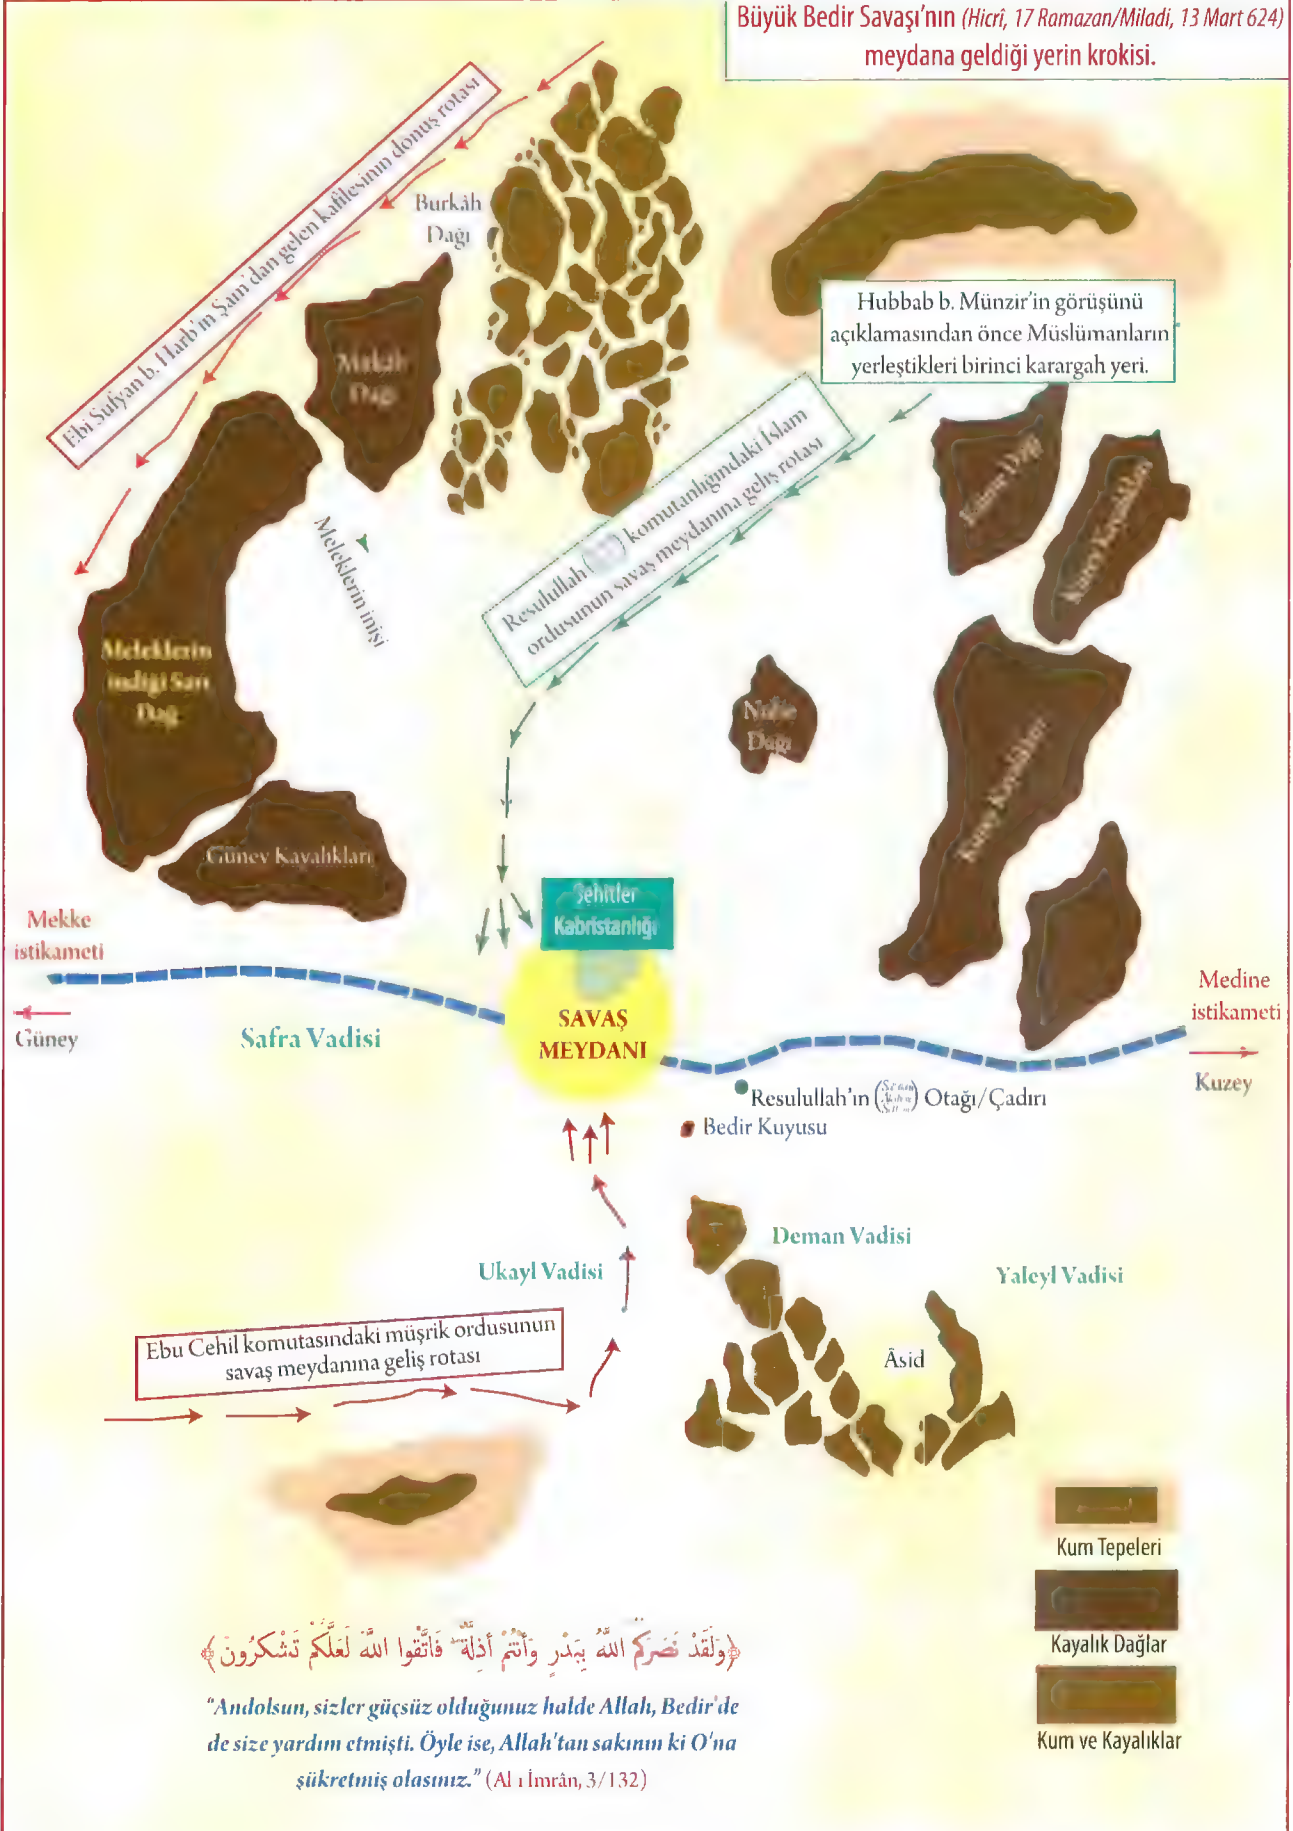 Büyük Bedir Savaşı'nın (Hicrî, 17 Ramazan/Miladi, 13 Mart 624)
meydana geldiği yerin krokisi.
Ebi Sufyan b. Harb'ın Şam'dan gelen kafilesinin donuş rotası
Burkâh
Dağı
Hubbab b. Münzir'in görüşünü
açıklamasından önce Müslümanların
yerleştikleri birinci karargah yeri.
Dağı
Dağı
Kuzey Kayalıkları
Resulullah ( ) komutanlığındaki İslam
ordusunun savaş meydanına geliş rotası
Meleklerin inişi
Meleklerin
indiği Sarı
Dağ
Dağı
Kuzey Kayalıkları
Güney Kayalıkları
Şehitler
Kabristanlığı
Mekke
istikameti
Güney
Safra Vadisi
SAVAŞ
MEYDANI
Medine
istikameti
Kuzey
Resulullah'ın ( ) Otağı/Çadırı
Bedir Kuyusu
Deman Vadisi
Ukayl Vadisi
Yaleyl Vadisi
Ebu Cehil komutasındaki müşrik ordusunun
savaş meydanına geliş rotası
Âsid
Kum Tepeleri
Kayalık Dağlar
Kum ve Kayalıklar
﴿وَلَقَدْ نَصَرَكُمُ اللَّهُ بِبَدْرٍ وَأَنْتُمْ أَذِلَّةٌ فَاتَّقُوا اللَّهَ لَعَلَّكُمْ تَشْكُرُونَ﴾
"Andolsun, sizler güçsüz olduğunuz halde Allah, Bedir'de
de size yardım etmişti. Öyle ise, Allah'tan sakının ki O'na
şükretmiş olasınız." (Al ı İmrân, 3/132)